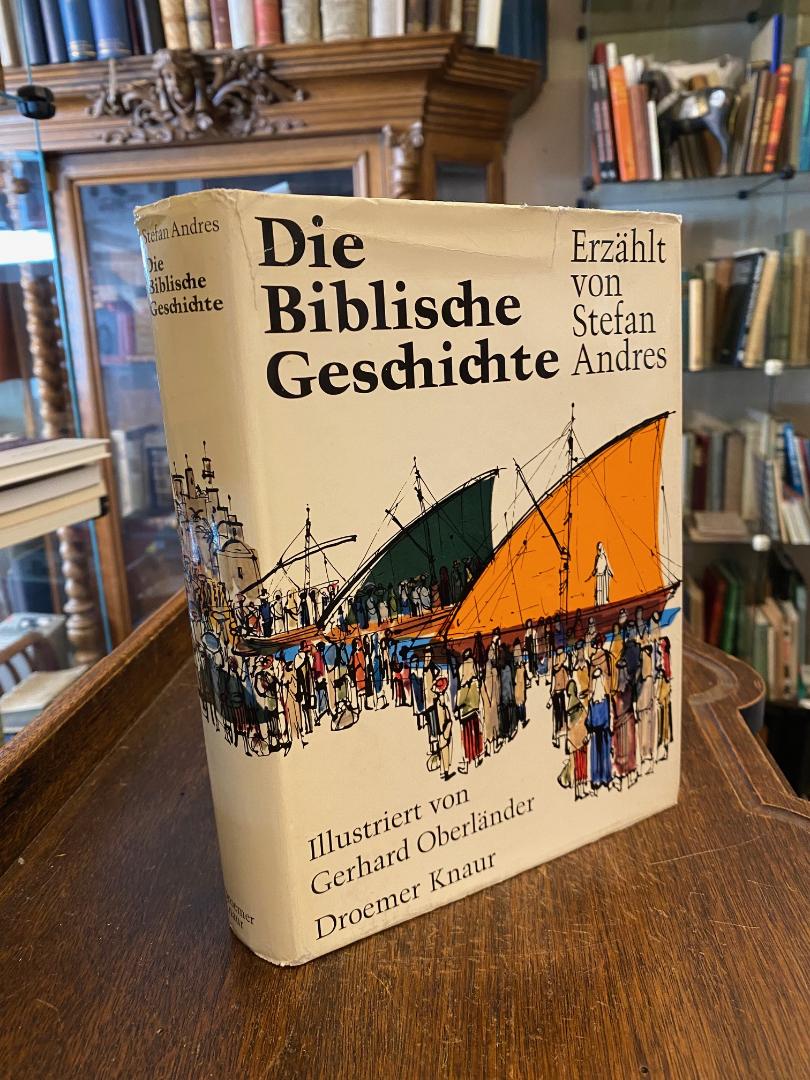 Stefan Andres
Die
Biblische
Geschichte
Die
Biblische
Geschichte
Erzählt
von
Stefan
Andres
Illustriert von
Gerhard Oberländer
Droemer Knaur